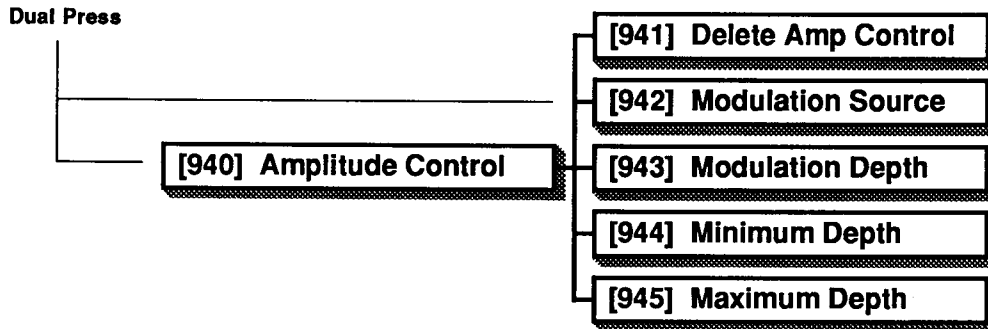 Dual Press
[941] Delete Amp Control
[942] Modulation Source
[940] Amplitude Control
[943] Modulation Depth
[944] Minimum Depth
[945] Maximum Depth